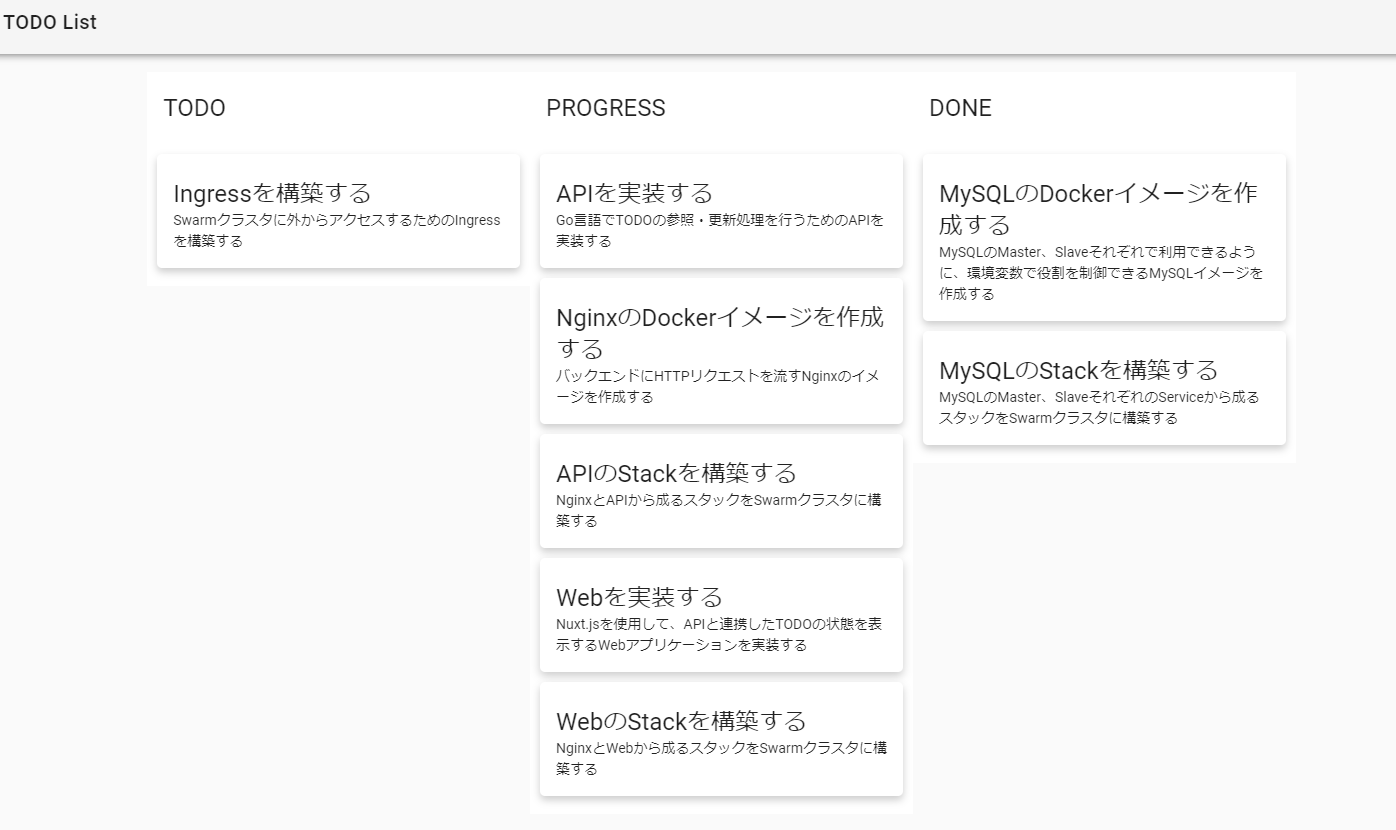 TODO List
TODO
Ingressを構築する
Swarmクラスタに外からアクセスするためのIngress
を構築する
PROGRESS
APIを実装する
Go言語でTODOの参照・更新処理を行うためのAPIを
実装する
NginxのDockerイメージを作成
する
バックエンドにHTTPリクエストを流すNginxのイメ
ージを作成する
APIのStackを構築する
NginxとAPIから成るスタックをSwarmクラスタに構
築する
Webを実装する
Nuxt.jsを使用して、APIと連携したTODOの状態を表
示するWebアプリケーションを実装する
WebのStackを構築する
NginxとWebから成るスタックをSwarmクラスタに構
築する
DONE
MySQLのDockerイメージを作
成する
MySQLのMaster、Slaveそれぞれで利用できるよう
に、環境変数で役割を制御できるMySQLイメージを
作成する
MySQLのStackを構築する
MySQLのMaster、SlaveそれぞれのServiceから成る
スタックをSwarmクラスタに構築する